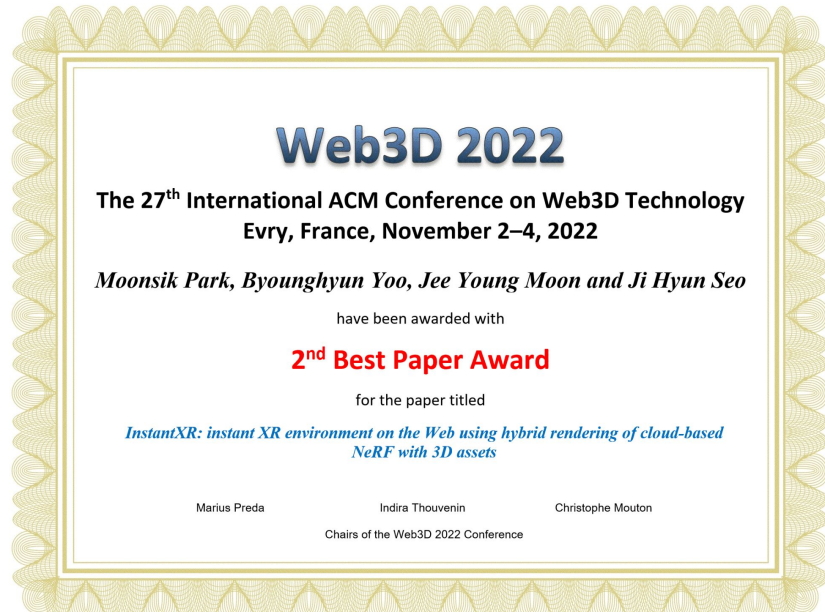 Web3D 2022
The 27th International ACM Conference on Web3D Technology
Evry, France, November 2–4, 2022
Moonsik Park, Byounghyun Yoo, Jee Young Moon and Ji Hyun Seo
have been awarded with
2nd Best Paper Award
for the paper titled
InstantXR: instant XR environment on the Web using hybrid rendering of cloud-based
NeRF with 3D assets
Marius Preda Indira Thouvenin Christophe Mouton
Chairs of the Web3D 2022 Conference